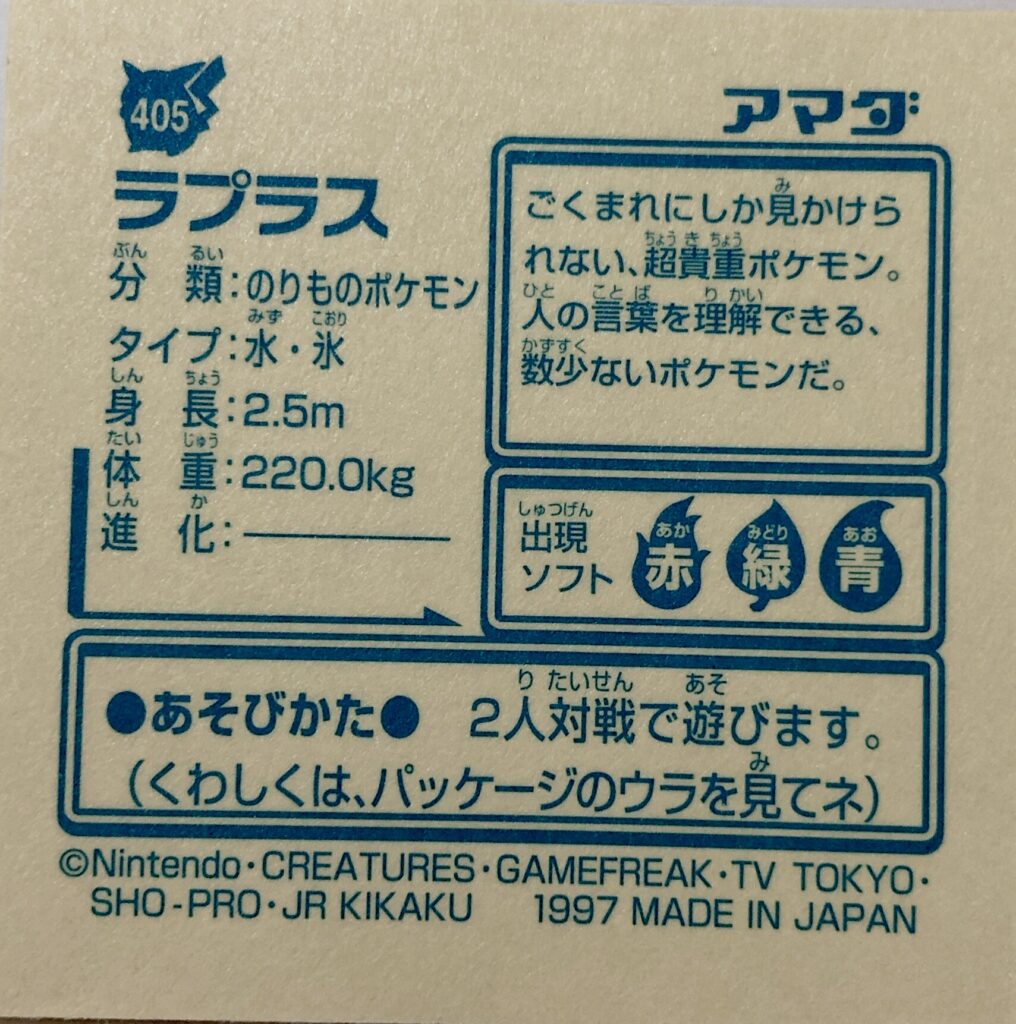 405
アマダ
ラプラス
分類:のりものポケモン
タイプ:水・氷
身長:2.5m
体重:220.0kg
進化:————
ごくまれにしか見かけら
れない、超貴重ポケモン。
人の言葉を理解できる、
数少ないポケモンだ。
出現
ソフト
赤 緑 青
●あそびかた● 2人対戦で遊びます。
(くわしくは、パッケージのウラを見てネ)
©Nintendo・CREATURES・GAMEFREAK・TV TOKYO・
SHO-PRO・JR KIKAKU 1997 MADE IN JAPAN